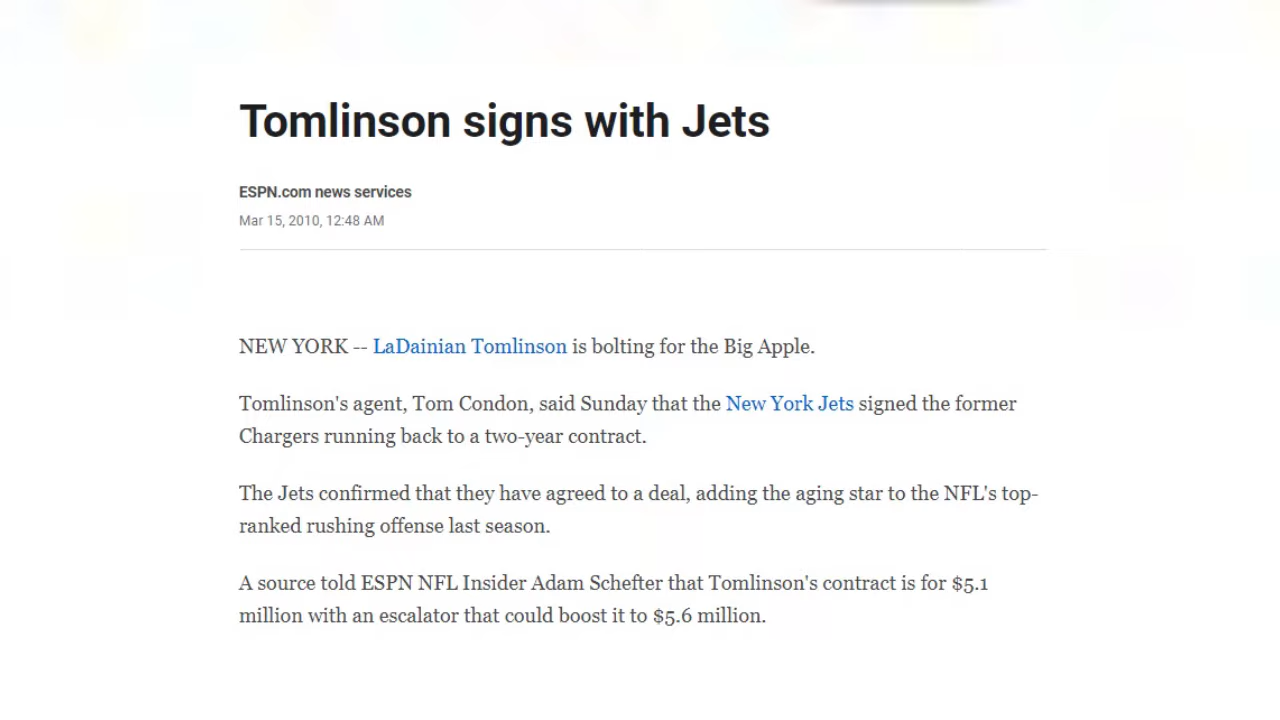 Tomlinson signs with Jets
ESPN.com news services
Mar 15, 2010, 12:48 AM
NEW YORK -- LaDainian Tomlinson is bolting for the Big Apple.
Tomlinson's agent, Tom Condon, said Sunday that the New York Jets signed the former
Chargers running back to a two-year contract.
The Jets confirmed that they have agreed to a deal, adding the aging star to the NFL's top-
ranked rushing offense last season.
A source told ESPN NFL Insider Adam Schefter that Tomlinson's contract is for $5.1
million with an escalator that could boost it to $5.6 million.